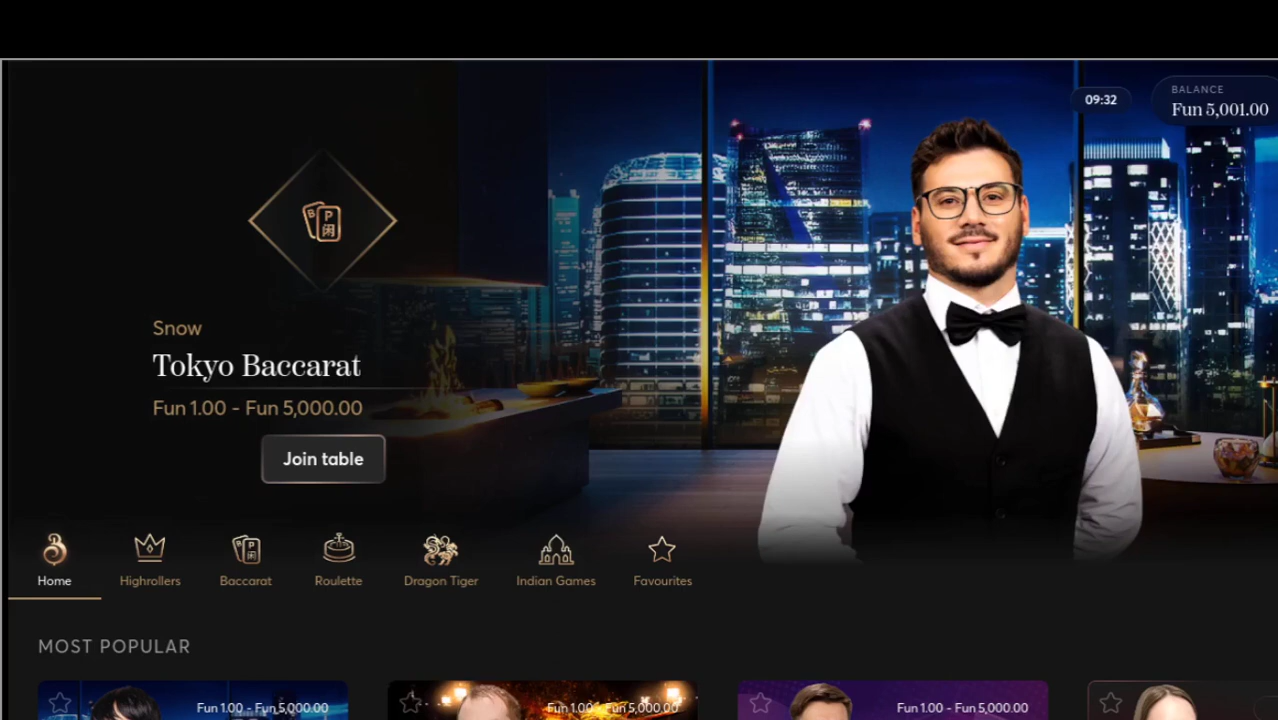 09:32
BALANCE
Fun 5,001.00
B
P
闲
Snow
Tokyo Baccarat
Fun 1.00 - Fun 5,000.00
Join table
Home
Highrollers
Baccarat
Roulette
Dragon Tiger
Indian Games
Favourites
MOST POPULAR
Fun 1.00 - Fun 5,000.00
Fun 1.00 - Fun 5,000.00
Fun 1.00 - Fun 5,000.00